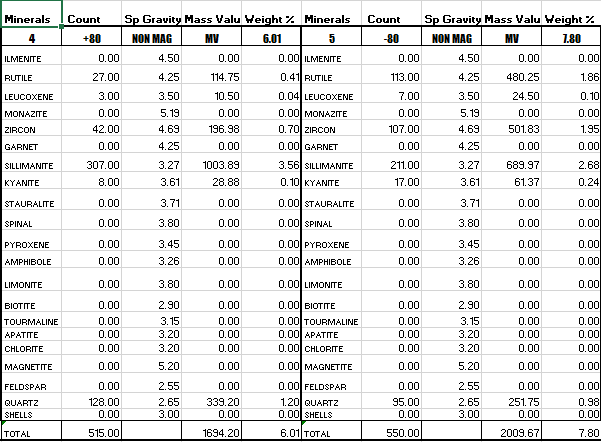 Minerals Count Sp Gravity Mass Valu Weight % Minerals Count Sp Gravity Mass Valu Weight %
4 +80 NON MAG MV 6.01 5 -80 NON MAG MV 7.80
ILMENITE 0.00 4.50 0.00 0.00 ILMENITE 0.00 4.50 0.00 0.00
RUTILE 27.00 4.25 114.75 0.41 RUTILE 113.00 4.25 480.25 1.86
LEUCOXENE 3.00 3.50 10.50 0.04 LEUCOXENE 7.00 3.50 24.50 0.10
MONAZITE 0.00 5.19 0.00 0.00 MONAZITE 0.00 5.19 0.00 0.00
ZIRCON 42.00 4.69 196.98 0.70 ZIRCON 107.00 4.69 501.83 1.95
GARNET 0.00 4.25 0.00 0.00 GARNET 0.00 4.25 0.00 0.00
SILLIMANITE 307.00 3.27 1003.89 3.56 SILLIMANITE 211.00 3.27 689.97 2.68
KYANITE 8.00 3.61 28.88 0.10 KYANITE 17.00 3.61 61.37 0.24
STAURALITE 0.00 3.71 0.00 0.00 STAURALITE 0.00 3.71 0.00 0.00
SPINAL 0.00 3.80 0.00 0.00 SPINAL 0.00 3.80 0.00 0.00
PYROXENE 0.00 3.45 0.00 0.00 PYROXENE 0.00 3.45 0.00 0.00
AMPHIBOLE 0.00 3.26 0.00 0.00 AMPHIBOLE 0.00 3.26 0.00 0.00
LIMONITE 0.00 3.80 0.00 0.00 LIMONITE 0.00 3.80 0.00 0.00
BIOTITE 0.00 2.90 0.00 0.00 BIOTITE 0.00 2.90 0.00 0.00
TOURMALINE 0.00 3.15 0.00 0.00 TOURMALINE 0.00 3.15 0.00 0.00
APATITE 0.00 3.20 0.00 0.00 APATITE 0.00 3.20 0.00 0.00
CHLORITE 0.00 3.20 0.00 0.00 CHLORITE 0.00 3.20 0.00 0.00
MAGNETITE 0.00 5.20 0.00 0.00 MAGNETITE 0.00 5.20 0.00 0.00
FELDSPAR 0.00 2.55 0.00 0.00 FELDSPAR 0.00 2.55 0.00 0.00
QUARTZ 128.00 2.65 339.20 1.20 QUARTZ 95.00 2.65 251.75 0.98
SHELLS 0.00 3.00 0.00 0.00 SHELLS 0.00 3.00 0.00 0.00
TOTAL 515.00 1694.20 6.01 TOTAL 550.00 2009.67 7.80